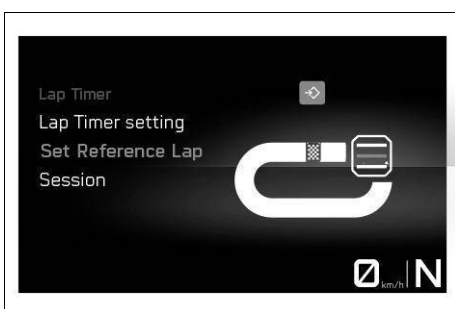 Lap Timer
Lap Timer setting
Set Reference Lap
Session
0 km/h N